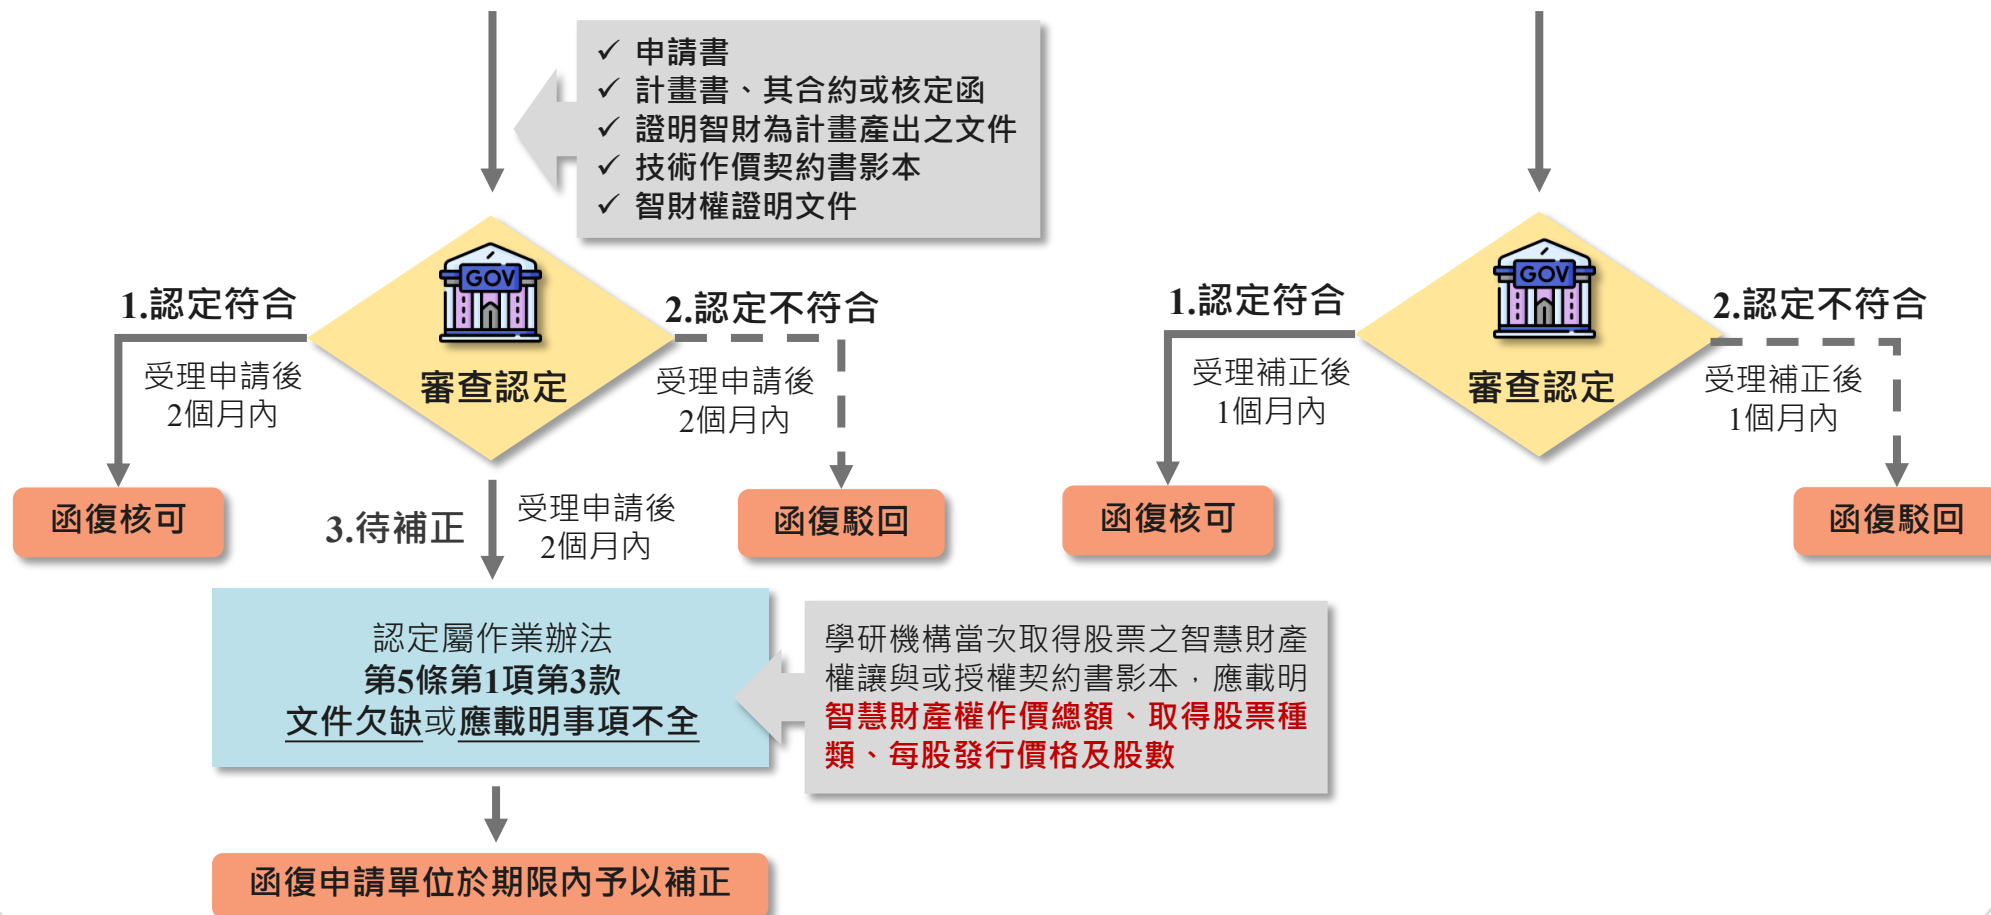 ✓ 申請書
✓ 計畫書、其合約或核定函
✓ 證明智財為計畫產出之文件
✓ 技術作價契約書影本
✓ 智財權證明文件
GOV
審查認定
1.認定符合
受理申請後
2個月內
2.認定不符合
受理申請後
2個月內
函復核可
3.待補正
受理申請後
2個月內
函復駁回
認定屬作業辦法
第5條第1項第3款
文件欠缺或應載明事項不全
學研機構當次取得股票之智慧財產
權讓與或授權契約書影本，應載明
智慧財產權作價總額、取得股票種
類、每股發行價格及股數
函復申請單位於期限內予以補正
GOV
審查認定
1.認定符合
受理補正後
1個月內
2.認定不符合
受理補正後
1個月內
函復核可
函復駁回